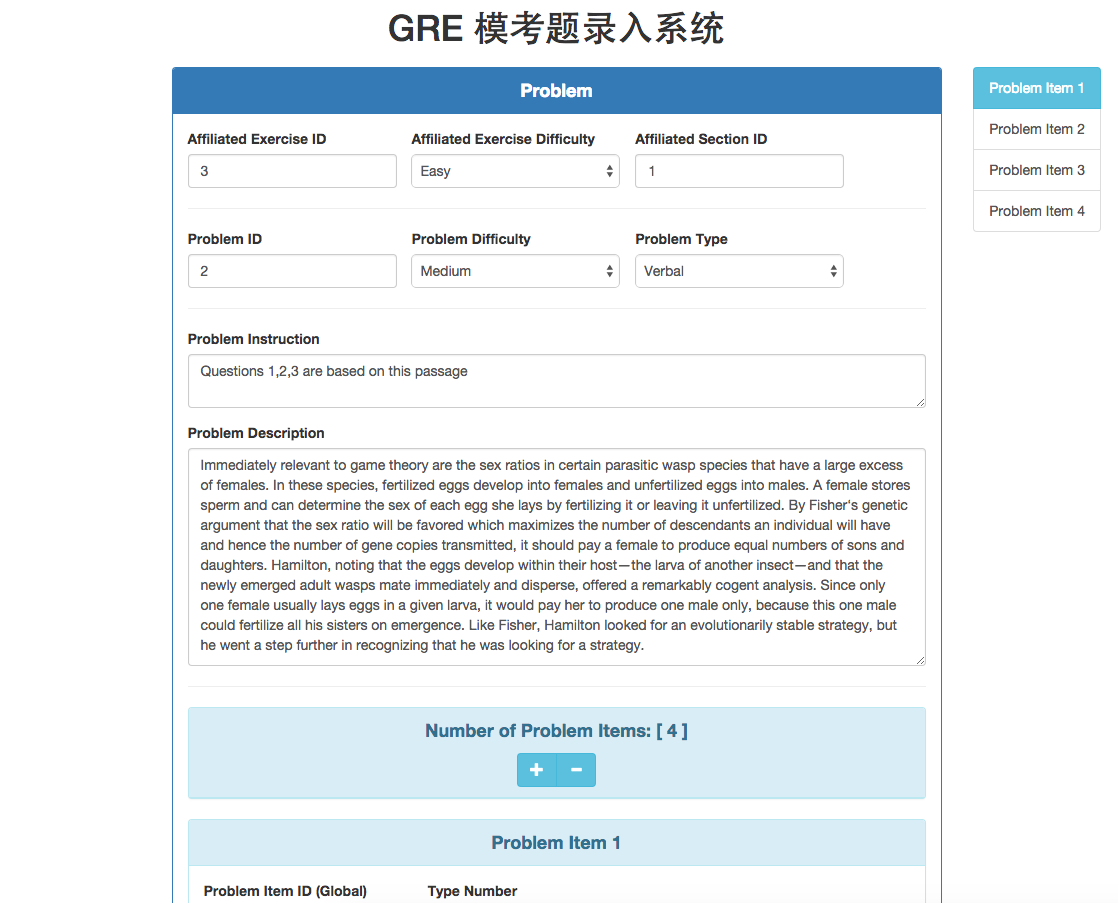 GRE 模考题录入系统
Problem
Affiliated Exercise ID
Affiliated Exercise Difficulty
Affiliated Section ID
3
Easy
1
Problem ID
Problem Difficulty
Problem Type
2
Medium
Verbal
Problem Instruction
Questions 1,2,3 are based on this passage
Problem Description
Immediately relevant to game theory are the sex ratios in certain parasitic wasp species that have a large excess
of females. In these species, fertilized eggs develop into females and unfertilized eggs into males. A female stores
sperm and can determine the sex of each egg she lays by fertilizing it or leaving it unfertilized. By Fisher's genetic
argument that the sex ratio will be favored which maximizes the number of descendants an individual will have
and hence the number of gene copies transmitted, it should pay a female to produce equal numbers of sons and
daughters. Hamilton, noting that the eggs develop within their host—the larva of another insect—and that the
newly emerged adult wasps mate immediately and disperse, offered a remarkably cogent analysis. Since only
one female usually lays eggs in a given larva, it would pay her to produce one male only, because this one male
could fertilize all his sisters on emergence. Like Fisher, Hamilton looked for an evolutionarily stable strategy, but
he went a step further in recognizing that he was looking for a strategy.
Number of Problem Items: [ 4 ]
+ −
Problem Item 1
Problem Item ID (Global)
Type Number
Problem Item 1
Problem Item 2
Problem Item 3
Problem Item 4